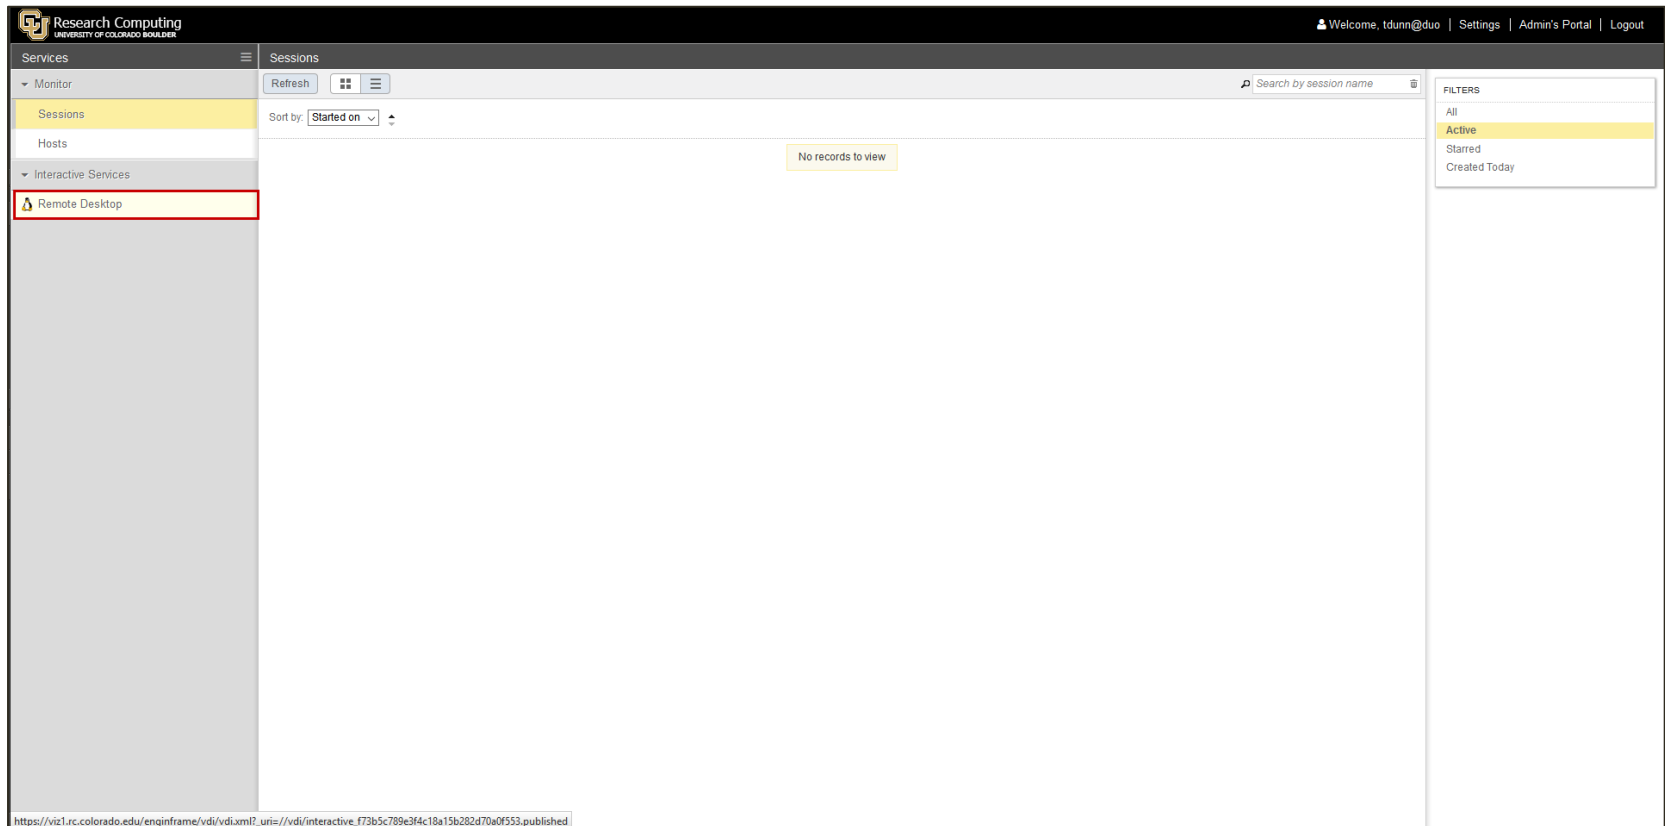 Research Computing
UNIVERSITY OF COLORADO BOULDER
Welcome, tdunn@duo | Settings | Admin's Portal | Logout
Services
Sessions
Monitor
Sessions
Hosts
Interactive Services
Remote Desktop
Refresh
Search by session name
Sort by: Started on
No records to view
FILTERS
All
Active
Starred
Created Today
https://viz1.rc.colorado.edu/enginframe/vdi/vdi.xml?_uri=//vdi/interactive_f73b5c789e3f4c18a15b282d70a0f553.published